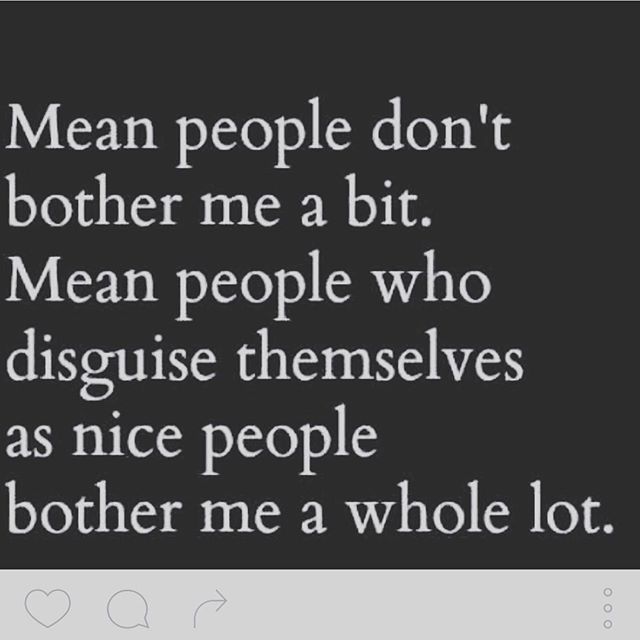 Mean people don't
bother me a bit.
Mean people who
disguise themselves
as nice people
bother me a whole lot.